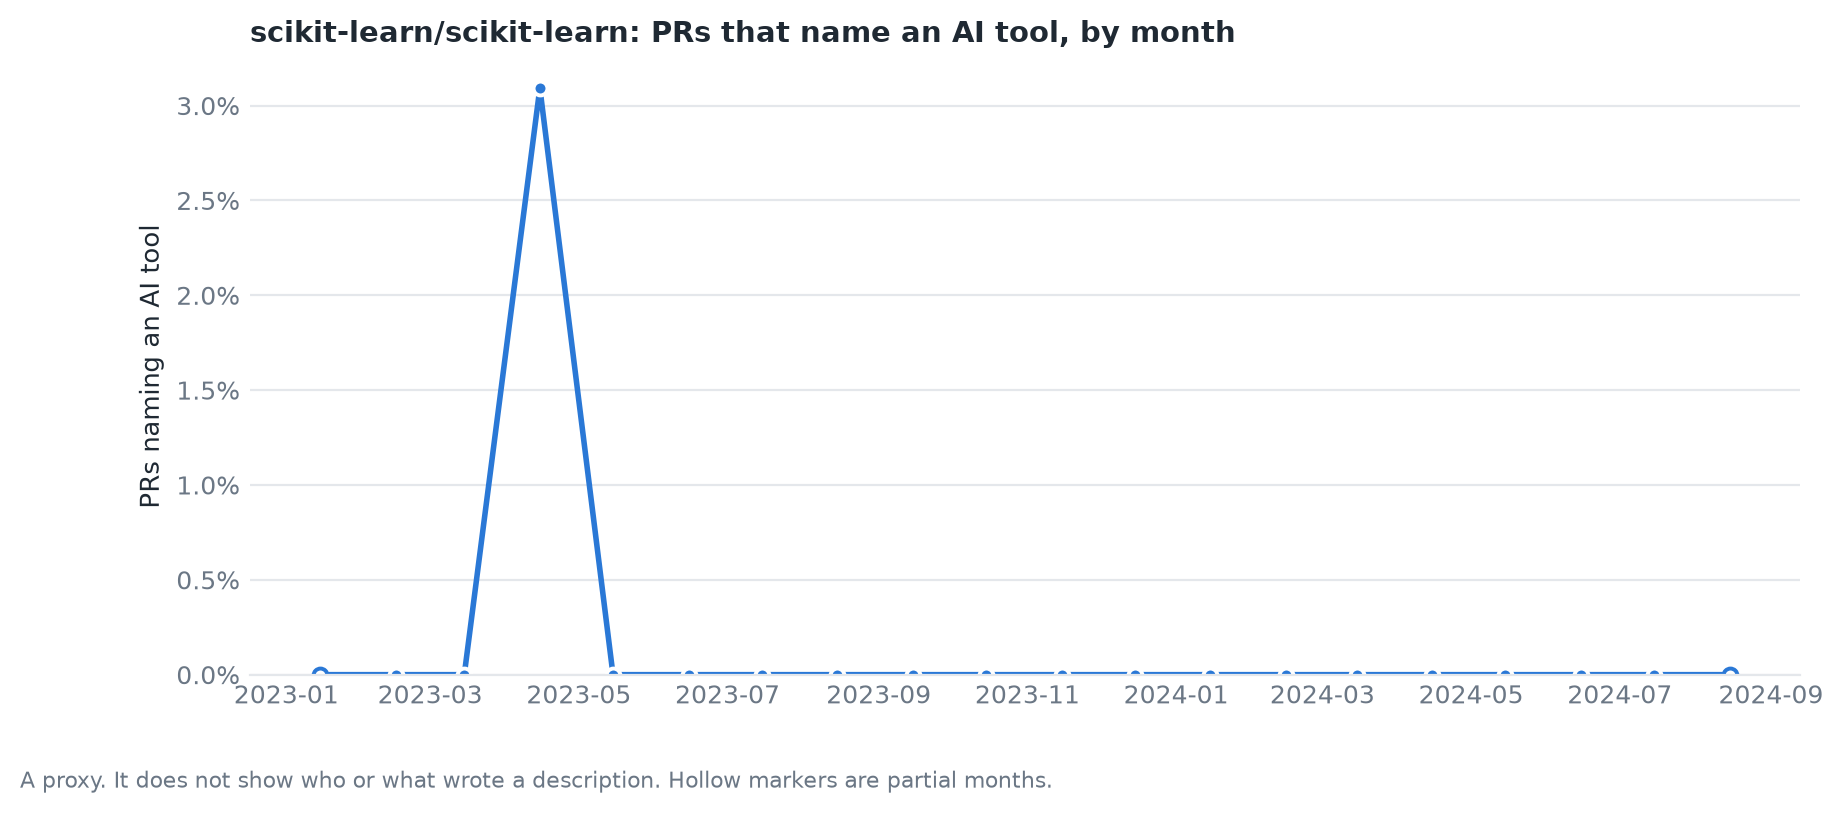 scikit-learn/scikit-learn: PRs that name an AI tool, by month
PRs naming an AI tool
3.0%
2.5%
2.0%
1.5%
1.0%
0.5%
0.0%
2023-01 2023-03 2023-05 2023-07 2023-09 2023-11 2024-01 2024-03 2024-05 2024-07 2024-09
A proxy. It does not show who or what wrote a description. Hollow markers are partial months.